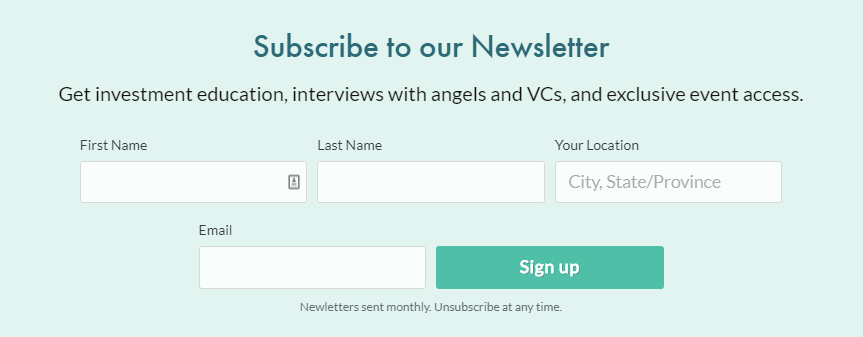 Subscribe to our Newsletter
Get investment education, interviews with angels and VCs, and exclusive event access.
First Name Last Name Your Location
City, State/Province
Email
Sign up
Newletters sent monthly. Unsubscribe at any time.